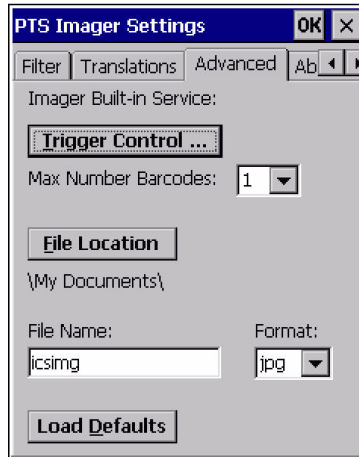 PTS Imager Settings OK ×
Filter Translations Advanced Ab
Imager Built-in Service:
Trigger Control ...
Max Number Barcodes: 1
File Location
\My Documents\
File Name: Format:
icsimg jpg
Load Defaults